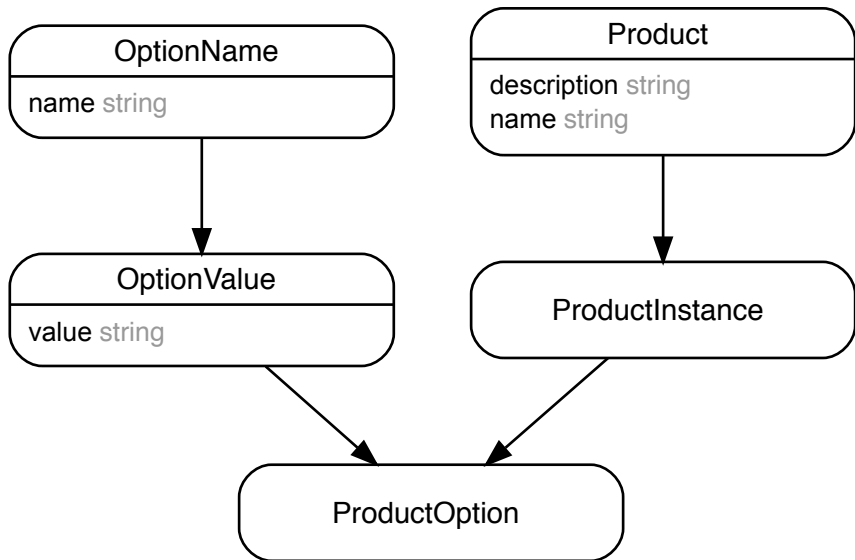 OptionName
name string
Product
description string
name string
OptionValue
value string
ProductInstance
ProductOption